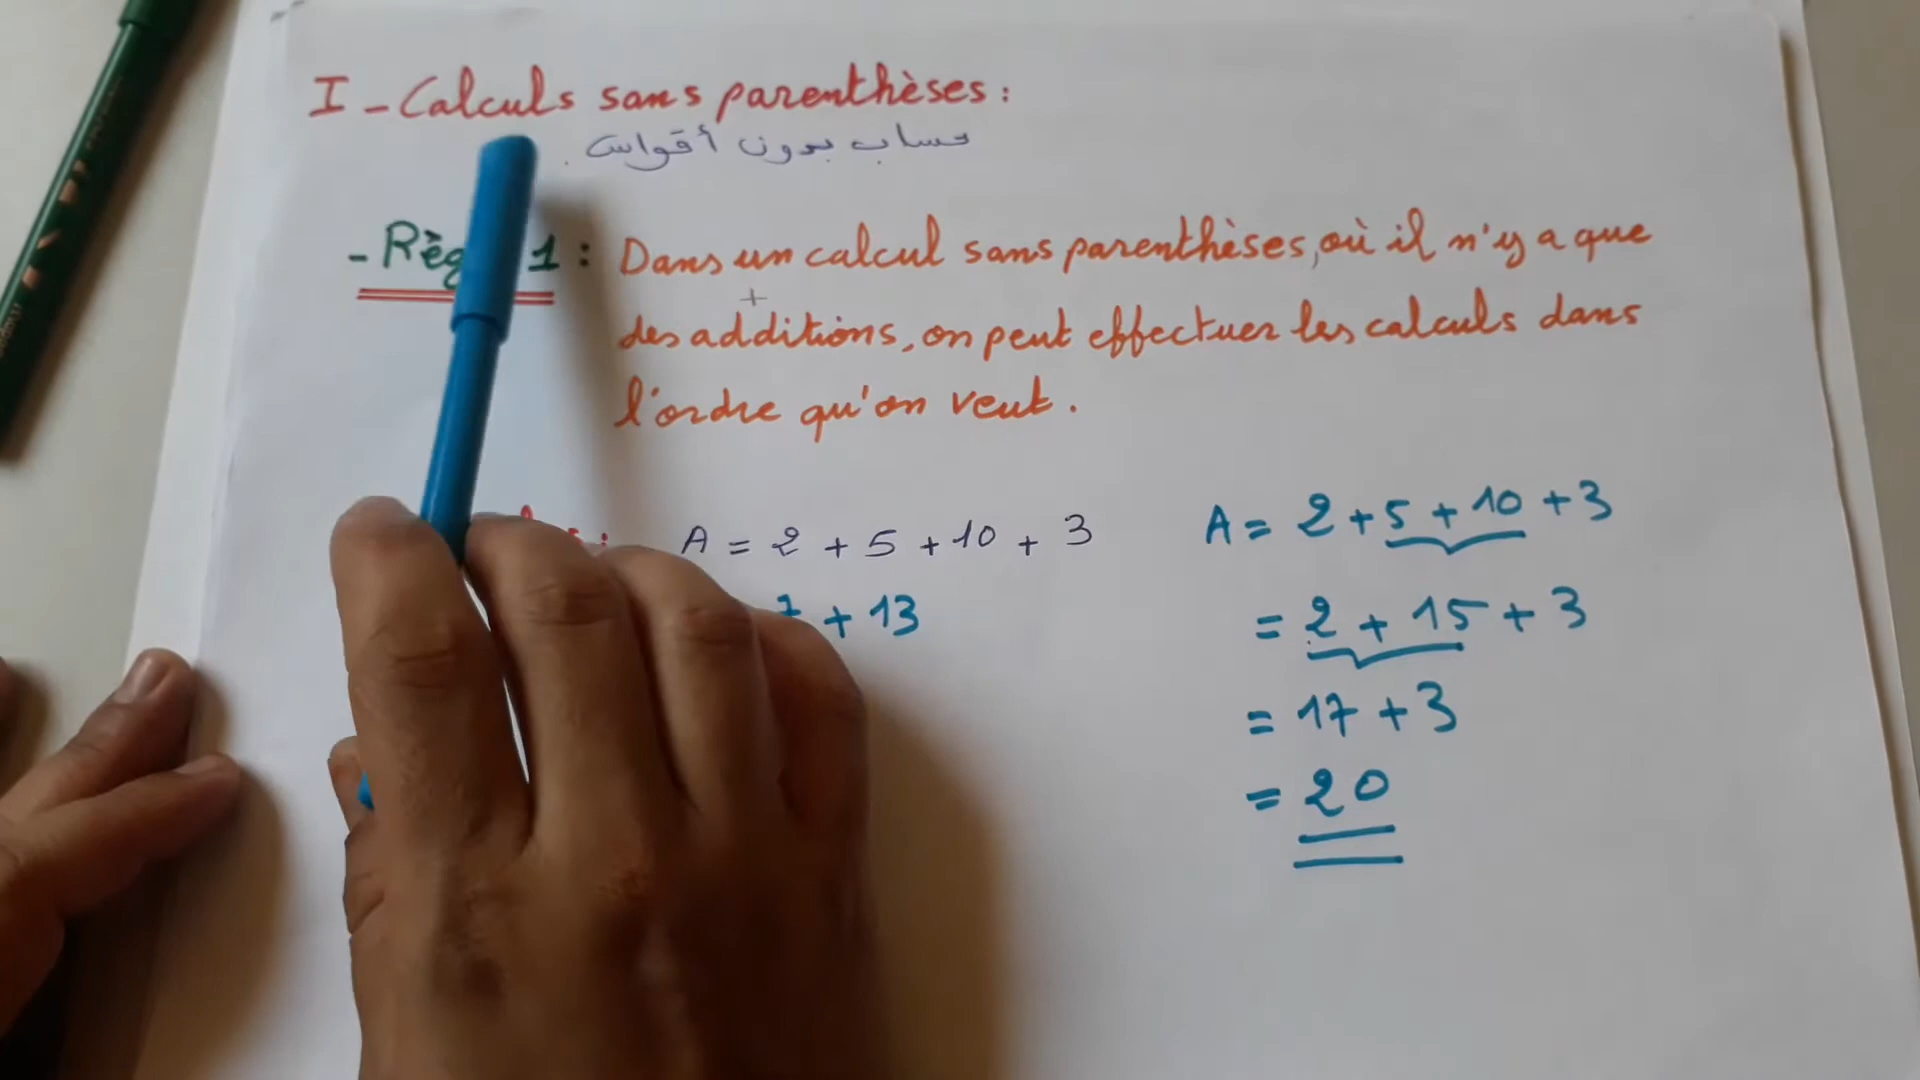 I - Calculs sans parenthèses :
حساب بدون أقواس .
- 1 : Dans un calcul sans parenthèses, où il n'y a que
+
des additions, on peut effectuer les calculs dans
l'ordre qu'on veut .
A = 2 + 5 + 10 + 3
7 + 13
A = 2 + 5 + 10 + 3
= 2 + 15 + 3
= 17 + 3
= 20